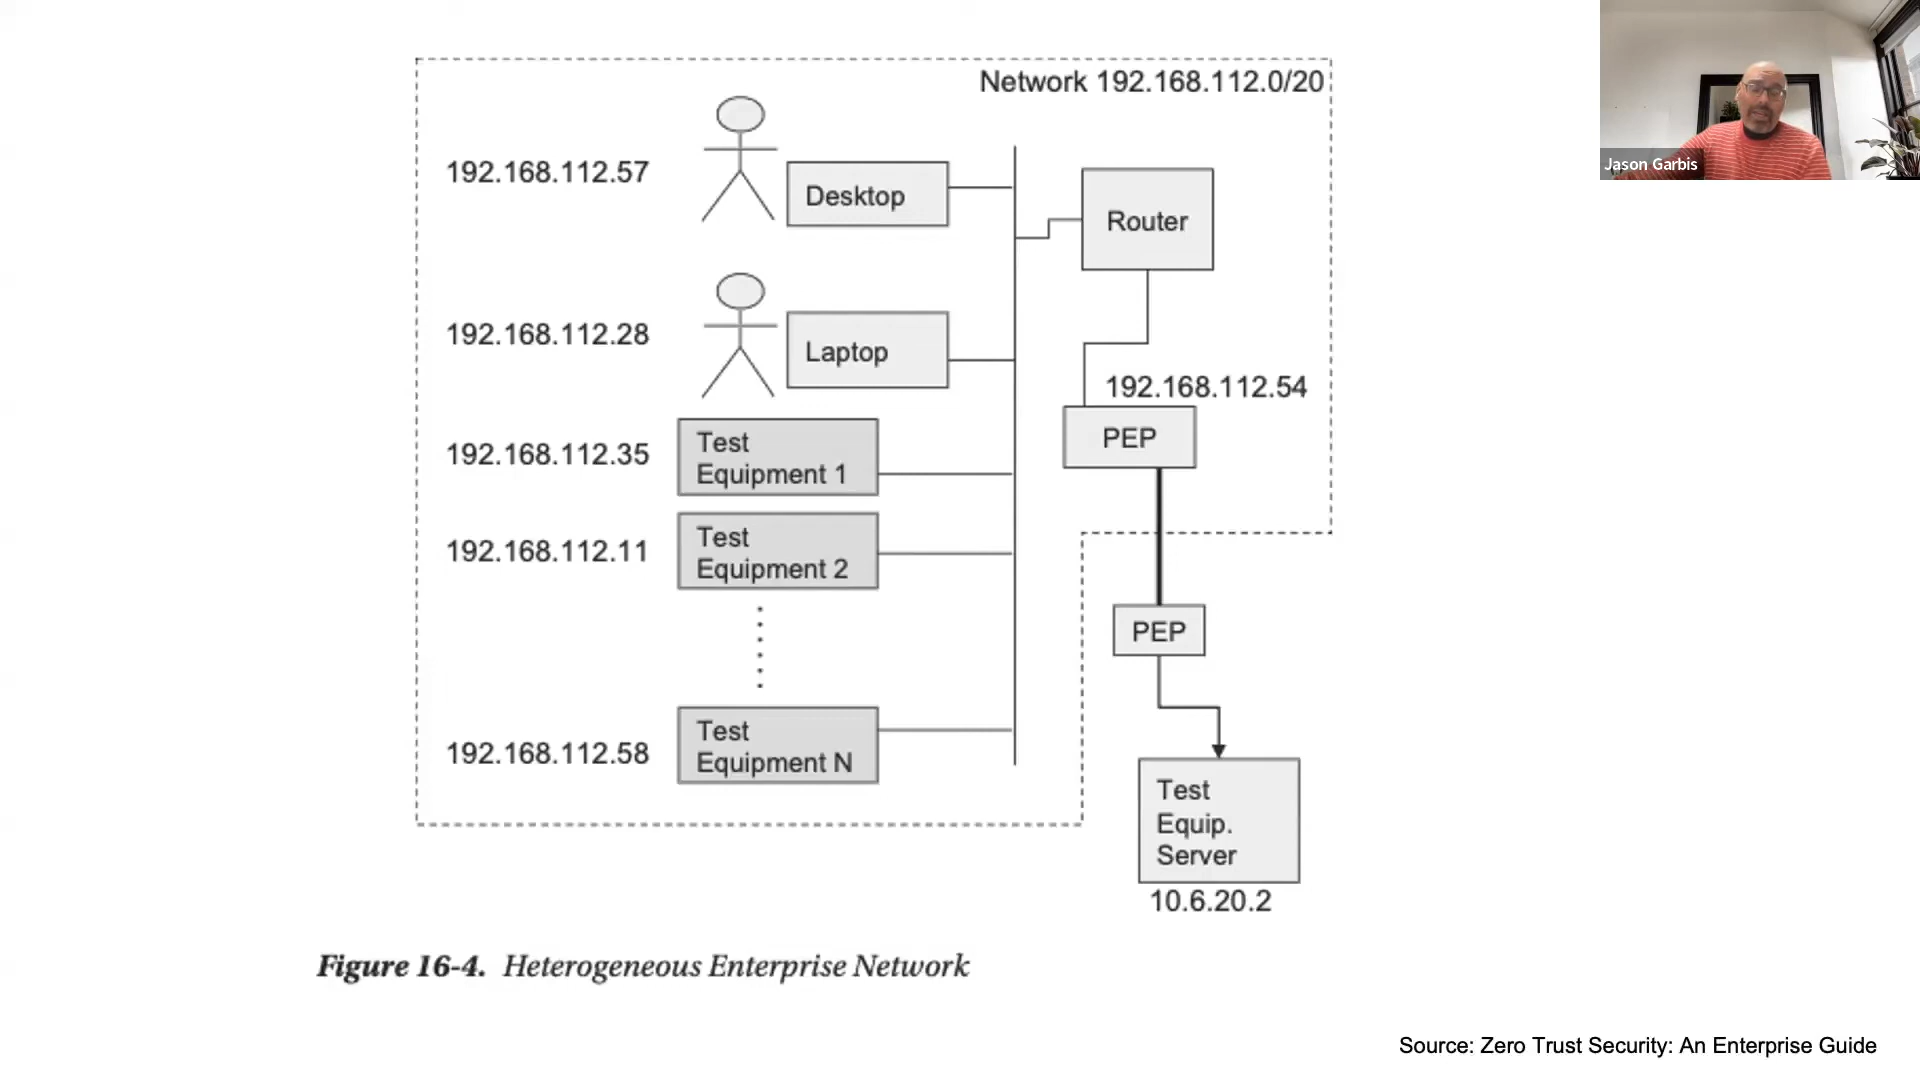 Network 192.168.112.0/20
Jason Garbis
192.168.112.57
Desktop
Router
192.168.112.28
Laptop
192.168.112.54
PEP
192.168.112.35
Test
Equipment 1
192.168.112.11
Test
Equipment 2
PEP
192.168.112.58
Test
Equipment N
Test
Equip.
Server
10.6.20.2
Figure 16-4. Heterogeneous Enterprise Network
Source: Zero Trust Security: An Enterprise Guide